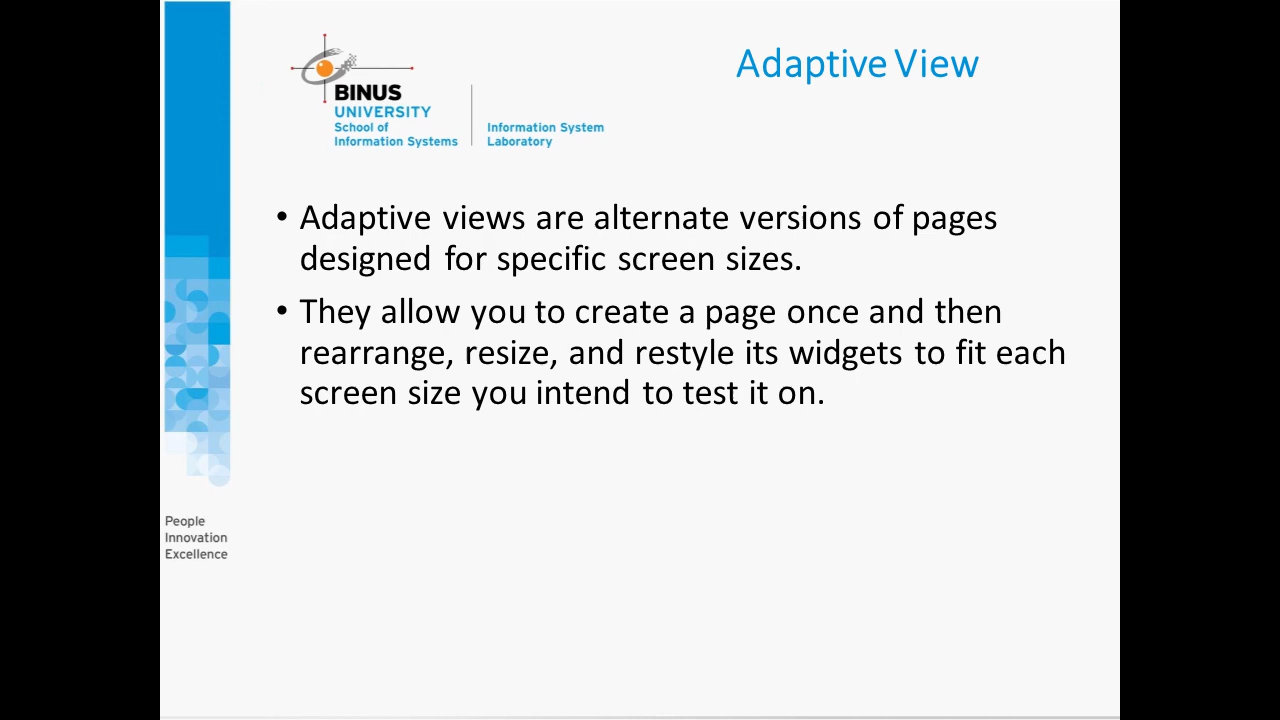 Adaptive View
BINUS
UNIVERSITY
School of
Information Systems
Information System
Laboratory
• Adaptive views are alternate versions of pages
designed for specific screen sizes.
• They allow you to create a page once and then
rearrange, resize, and restyle its widgets to fit each
screen size you intend to test it on.
People
Innovation
Excellence